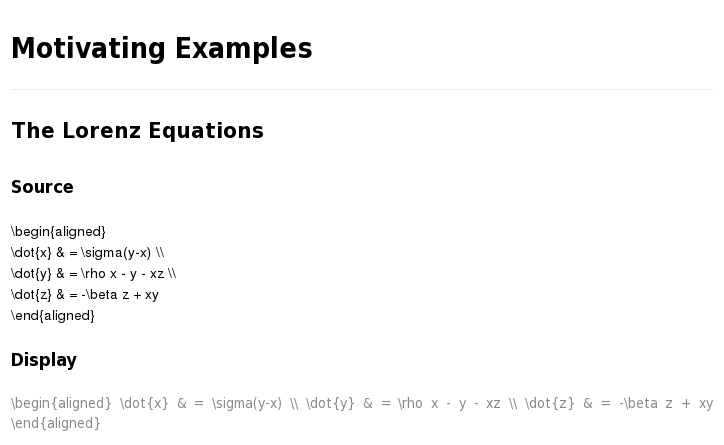 Motivating Examples
The Lorenz Equations
Source
\begin{aligned}
\dot{x} & = \sigma(y-x) \\
\dot{y} & = \rho x - y - xz \\
\dot{z} & = -\beta z + xy
\end{aligned}
Display
\begin{aligned} \dot{x} & = \sigma(y-x) \\ \dot{y} & = \rho x - y - xz \\ \dot{z} & = -\beta z + xy
\end{aligned}